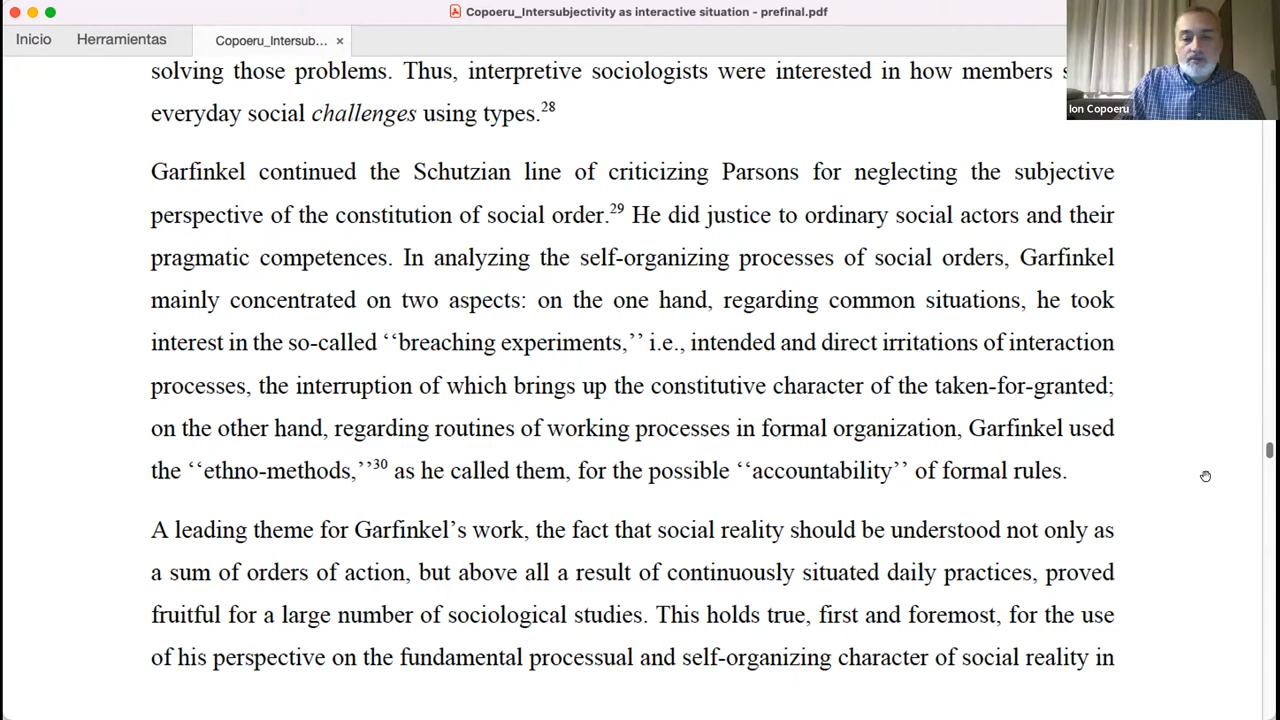 Copoeru_Intersubjectivity as interactive situation - prefinal.pdf
Inicio
Herramientas
Copoeru_Intersub...
Ion Copoeru
solving those problems. Thus, interpretive sociologists were interested in how members
everyday social challenges using types.28
Garfinkel continued the Schutzian line of criticizing Parsons for neglecting the subjective
perspective of the constitution of social order.29 He did justice to ordinary social actors and their
pragmatic competences. In analyzing the self-organizing processes of social orders, Garfinkel
mainly concentrated on two aspects: on the one hand, regarding common situations, he took
interest in the so-called ‘‘breaching experiments,’’ i.e., intended and direct irritations of interaction
processes, the interruption of which brings up the constitutive character of the taken-for-granted;
on the other hand, regarding routines of working processes in formal organization, Garfinkel used
the ‘‘ethno-methods,’’30 as he called them, for the possible ‘‘accountability’’ of formal rules.
A leading theme for Garfinkel’s work, the fact that social reality should be understood not only as
a sum of orders of action, but above all a result of continuously situated daily practices, proved
fruitful for a large number of sociological studies. This holds true, first and foremost, for the use
of his perspective on the fundamental processual and self-organizing character of social reality in